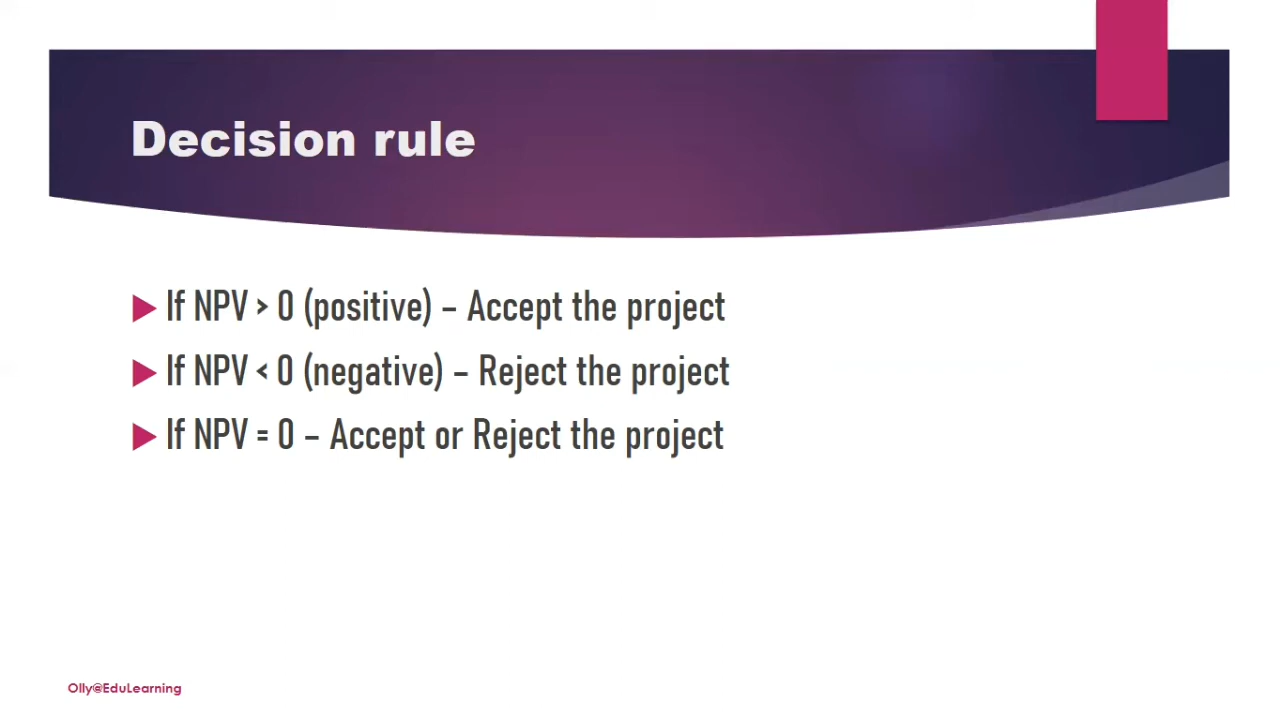 Decision rule
If NPV > 0 (positive) – Accept the project
If NPV < 0 (negative) – Reject the project
If NPV = 0 – Accept or Reject the project
Olly@EduLearning